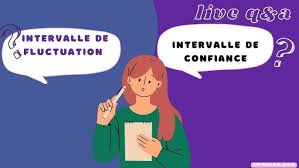 live q&a
INTERVALLE DE
FLUCTUATION
INTERVALLE DE
CONFIANCE
?
?